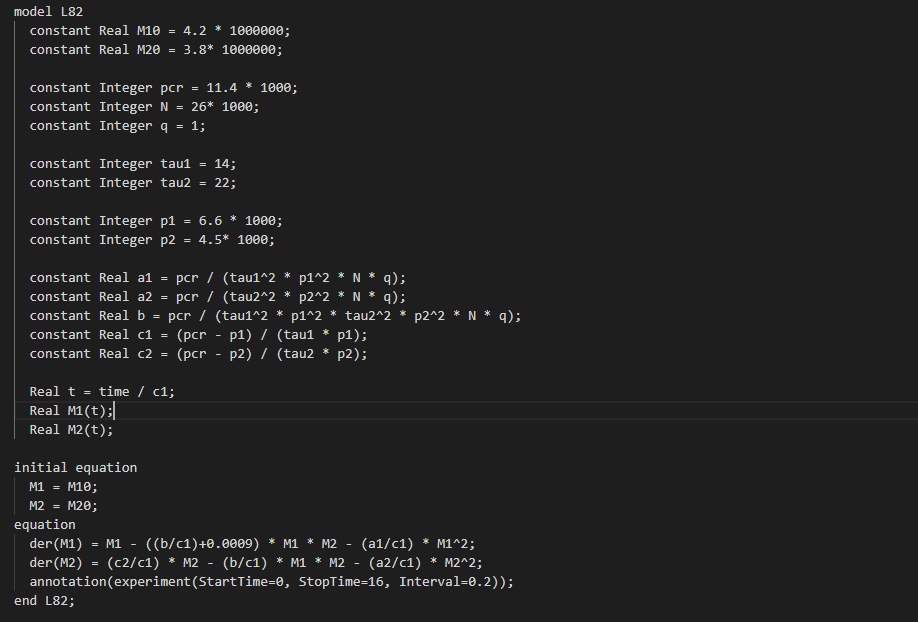 model L82
constant Real M10 = 4.2 * 1000000;
constant Real M20 = 3.8* 1000000;
constant Integer pcr = 11.4 * 1000;
constant Integer N = 26* 1000;
constant Integer q = 1;
constant Integer tau1 = 14;
constant Integer tau2 = 22;
constant Integer p1 = 6.6 * 1000;
constant Integer p2 = 4.5* 1000;
constant Real a1 = pcr / (tau1^2 * p1^2 * N * q);
constant Real a2 = pcr / (tau2^2 * p2^2 * N * q);
constant Real b = pcr / (tau1^2 * p1^2 * tau2^2 * p2^2 * N * q);
constant Real c1 = (pcr - p1) / (tau1 * p1);
constant Real c2 = (pcr - p2) / (tau2 * p2);
Real t = time / c1;
Real M1(t);
Real M2(t);
initial equation
M1 = M10;
M2 = M20;
equation
der(M1) = M1 - ((b/c1)+0.0009) * M1 * M2 - (a1/c1) * M1^2;
der(M2) = (c2/c1) * M2 - (b/c1) * M1 * M2 - (a2/c1) * M2^2;
annotation(experiment(StartTime=0, StopTime=16, Interval=0.2));
end L82;